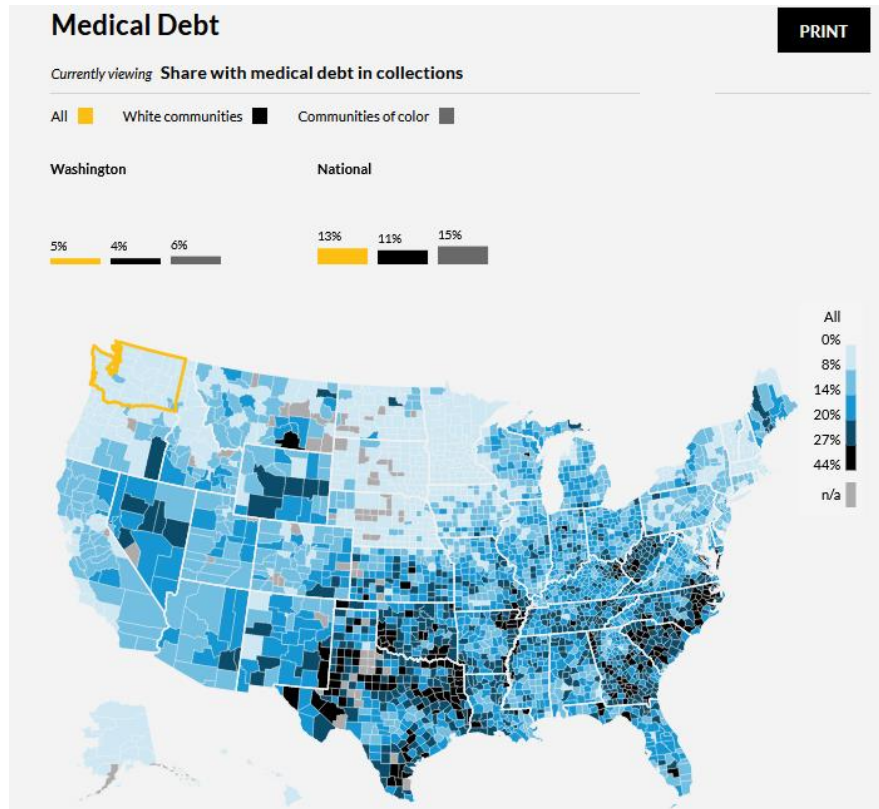 Medical Debt
PRINT
Currently viewing Share with medical debt in collections
All White communities Communities of color
Washington National
5% 4% 6% 13% 11% 15%
All
0%
8%
14%
20%
27%
44%
n/a